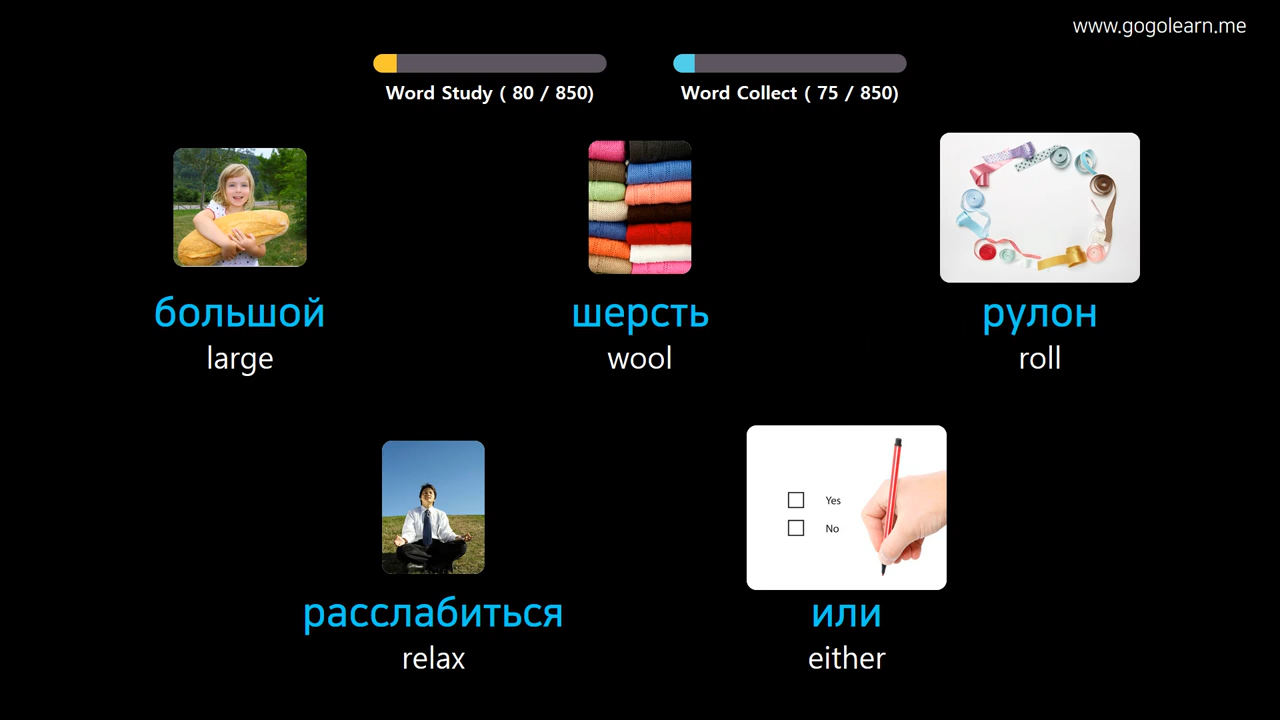 www.gogolearn.me
Word Study ( 80 / 850)
Word Collect ( 75 / 850)
большой
large
шерсть
wool
рулон
roll
Yes
No
расслабиться
relax
или
either